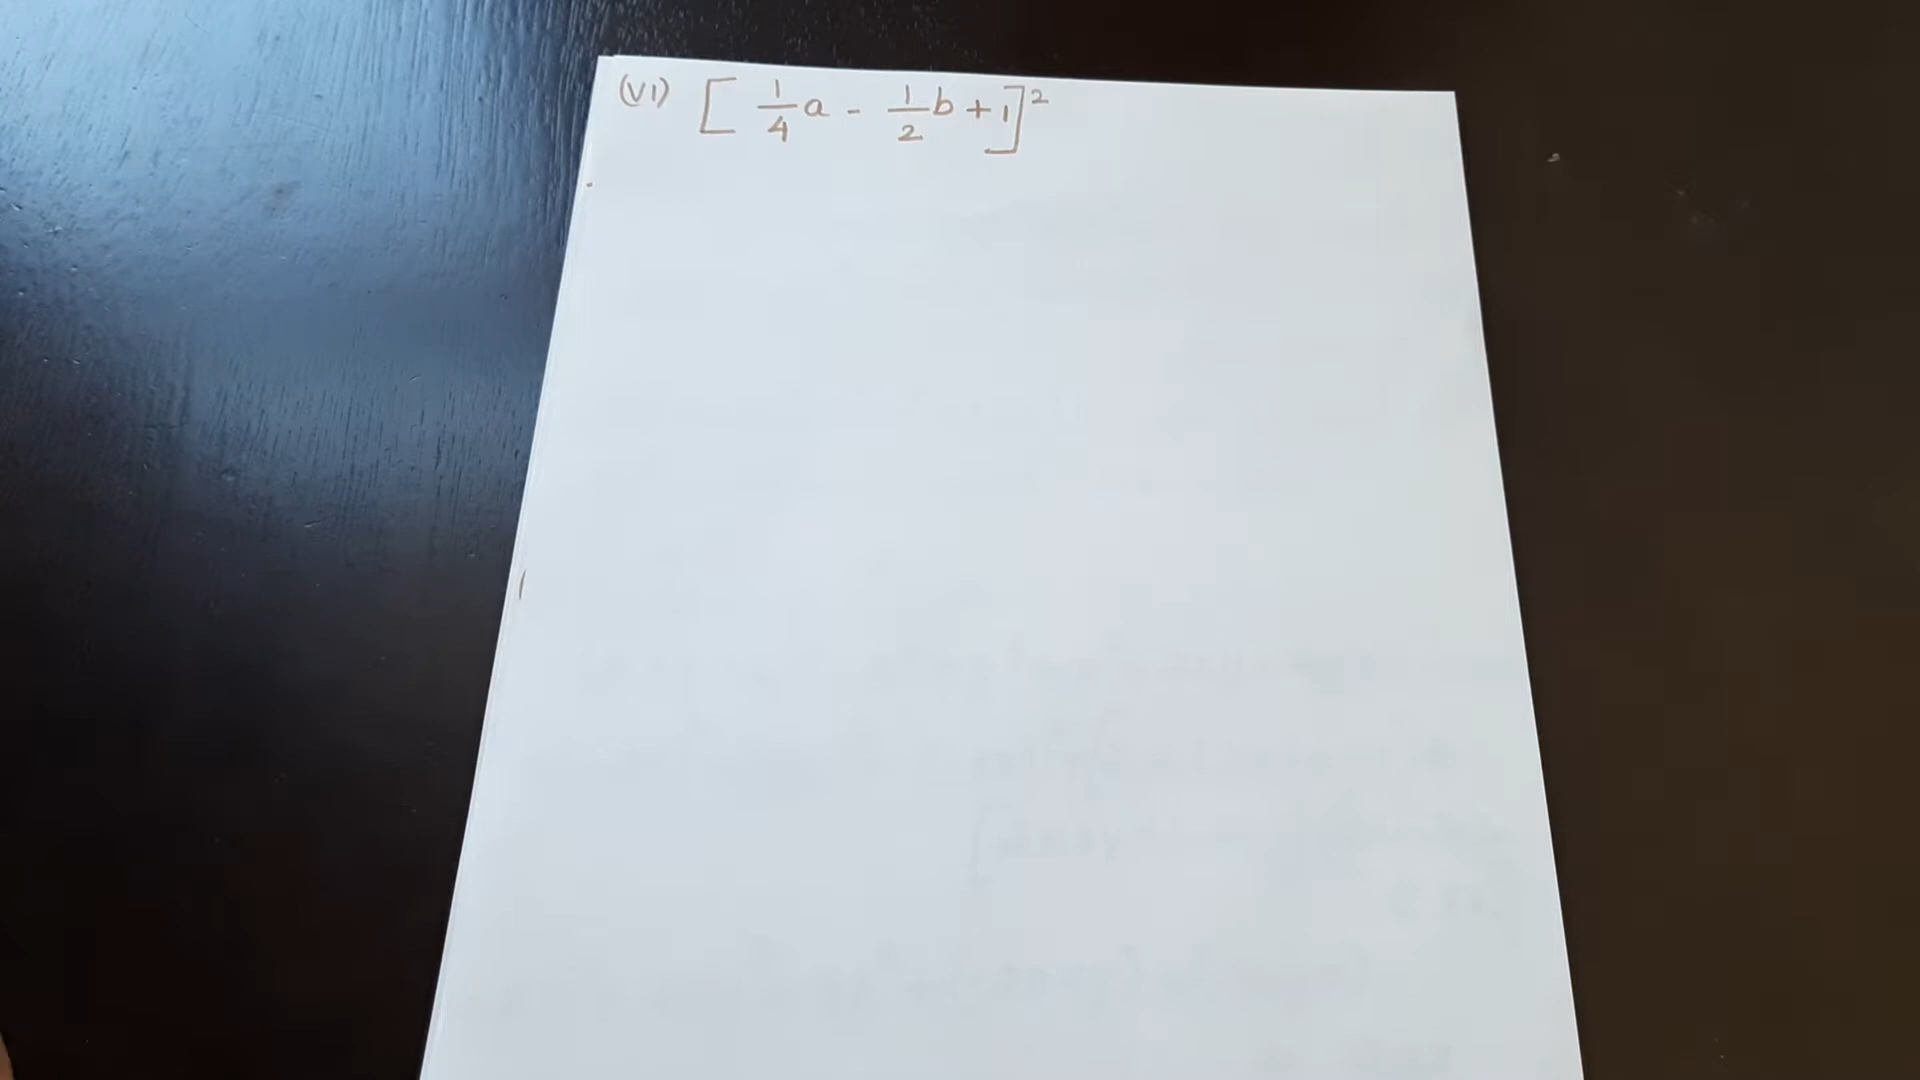 (VI) [ 1/4 a - 1/2 b + 1 ]²